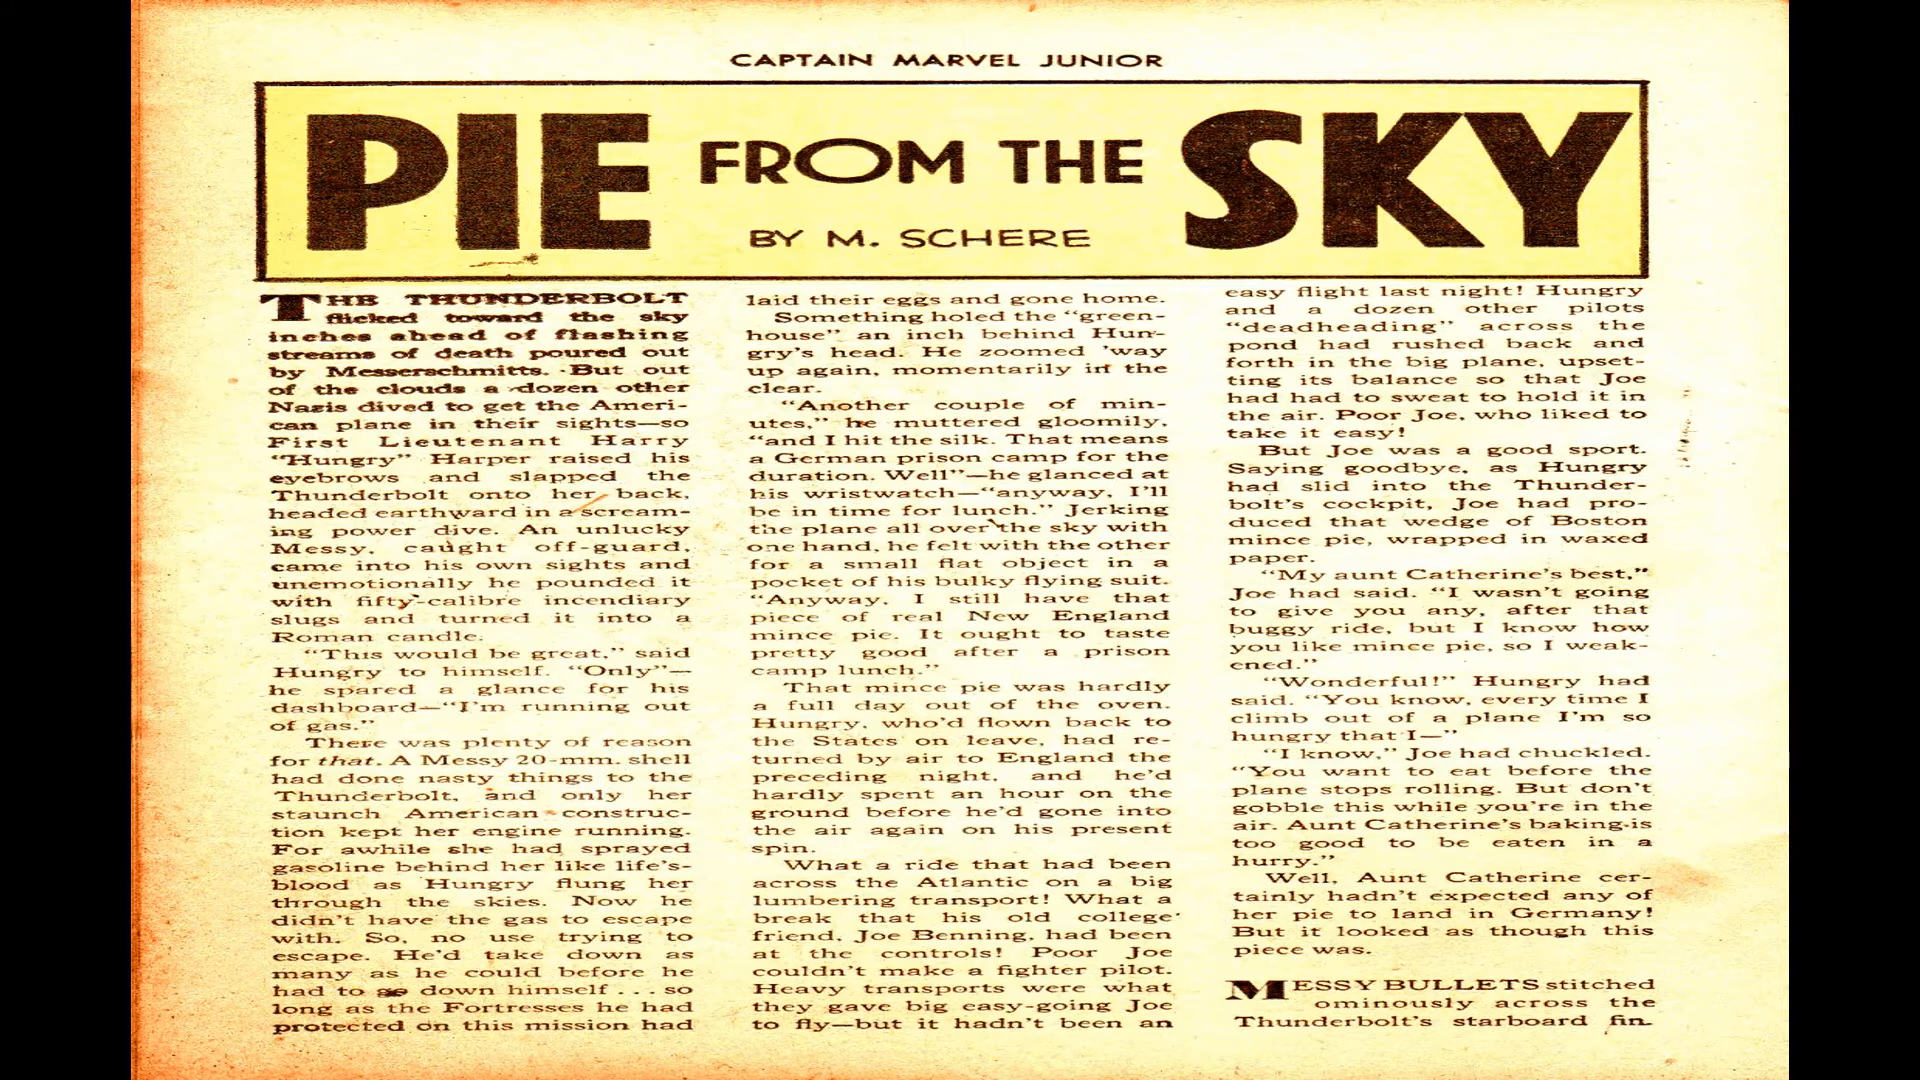 CAPTAIN MARVEL JUNIOR
PIE FROM THE SKY
BY M. SCHERE
THE THUNDERBOLT
flicked toward the sky
inches ahead of flashing
streams of death poured out
by Messerschmitts. But out
of the clouds a dozen other
Nazis dived to get the Ameri-
can plane in their sights—so
First Lieutenant Harry
"Hungry" Harper raised his
eyebrows and slapped the
Thunderbolt onto her back,
headed earthward in a scream-
ing power dive. An unlucky
Messy, caught off-guard,
came into his own sights and
unemotionally he pounded it
with fifty-calibre incendiary
slugs and turned it into a
Roman candle.
"This would be great," said
Hungry to himself. "Only"—
he spared a glance for his
dashboard—"I'm running out
of gas."
There was plenty of reason
for that. A Messy 20-mm. shell
had done nasty things to the
Thunderbolt, and only her
staunch American construc-
tion kept her engine running.
For awhile she had sprayed
gasoline behind her like life's-
blood as Hungry flung her
through the skies. Now he
didn't have the gas to escape
with. So, no use trying to
escape. He'd take down as
many as he could before he
had to go down himself . . . so
long as the Fortresses he had
protected on this mission had
laid their eggs and gone home.
Something holed the "green-
house" an inch behind Hun-
gry's head. He zoomed 'way
up again, momentarily in the
clear.
"Another couple of min-
utes," he muttered gloomily,
"and I hit the silk. That means
a German prison camp for the
duration. Well"—he glanced at
his wristwatch—"anyway, I'll
be in time for lunch." Jerking
the plane all over the sky with
one hand, he felt with the other
for a small flat object in a
pocket of his bulky flying suit.
"Anyway, I still have that
piece of real New England
mince pie. It ought to taste
pretty good after a prison
camp lunch."
That mince pie was hardly
a full day out of the oven.
Hungry, who'd flown back to
the States on leave, had re-
turned by air to England the
preceding night, and he'd
hardly spent an hour on the
ground before he'd gone into
the air again on his present
spin.
What a ride that had been
across the Atlantic on a big
lumbering transport! What a
break that his old college
friend, Joe Benning, had been
at the controls! Poor Joe
couldn't make a fighter pilot.
Heavy transports were what
they gave big easy-going Joe
to fly—but it hadn't been an
easy flight last night! Hungry
and a dozen other pilots
"deadheading" across the
pond had rushed back and
forth in the big plane, upset-
ting its balance so that Joe
had had to sweat to hold it in
the air. Poor Joe, who liked to
take it easy!
But Joe was a good sport.
Saying goodbye, as Hungry
had slid into the Thunder-
bolt's cockpit, Joe had pro-
duced that wedge of Boston
mince pie, wrapped in waxed
paper.
"My aunt Catherine's best,"
Joe had said. "I wasn't going
to give you any, after that
buggy ride, but I know how
you like mince pie, so I weak-
ened."
"Wonderful!" Hungry had
said. "You know, every time I
climb out of a plane I'm so
hungry that I—"
"I know," Joe had chuckled.
"You want to eat before the
plane stops rolling. But don't
gobble this while you're in the
air. Aunt Catherine's baking is
too good to be eaten in a
hurry."
Well, Aunt Catherine cer-
tainly hadn't expected any of
her pie to land in Germany!
But it looked as though this
piece was.
MESSY BULLETS stitched
ominously across the
Thunderbolt's starboard fin.